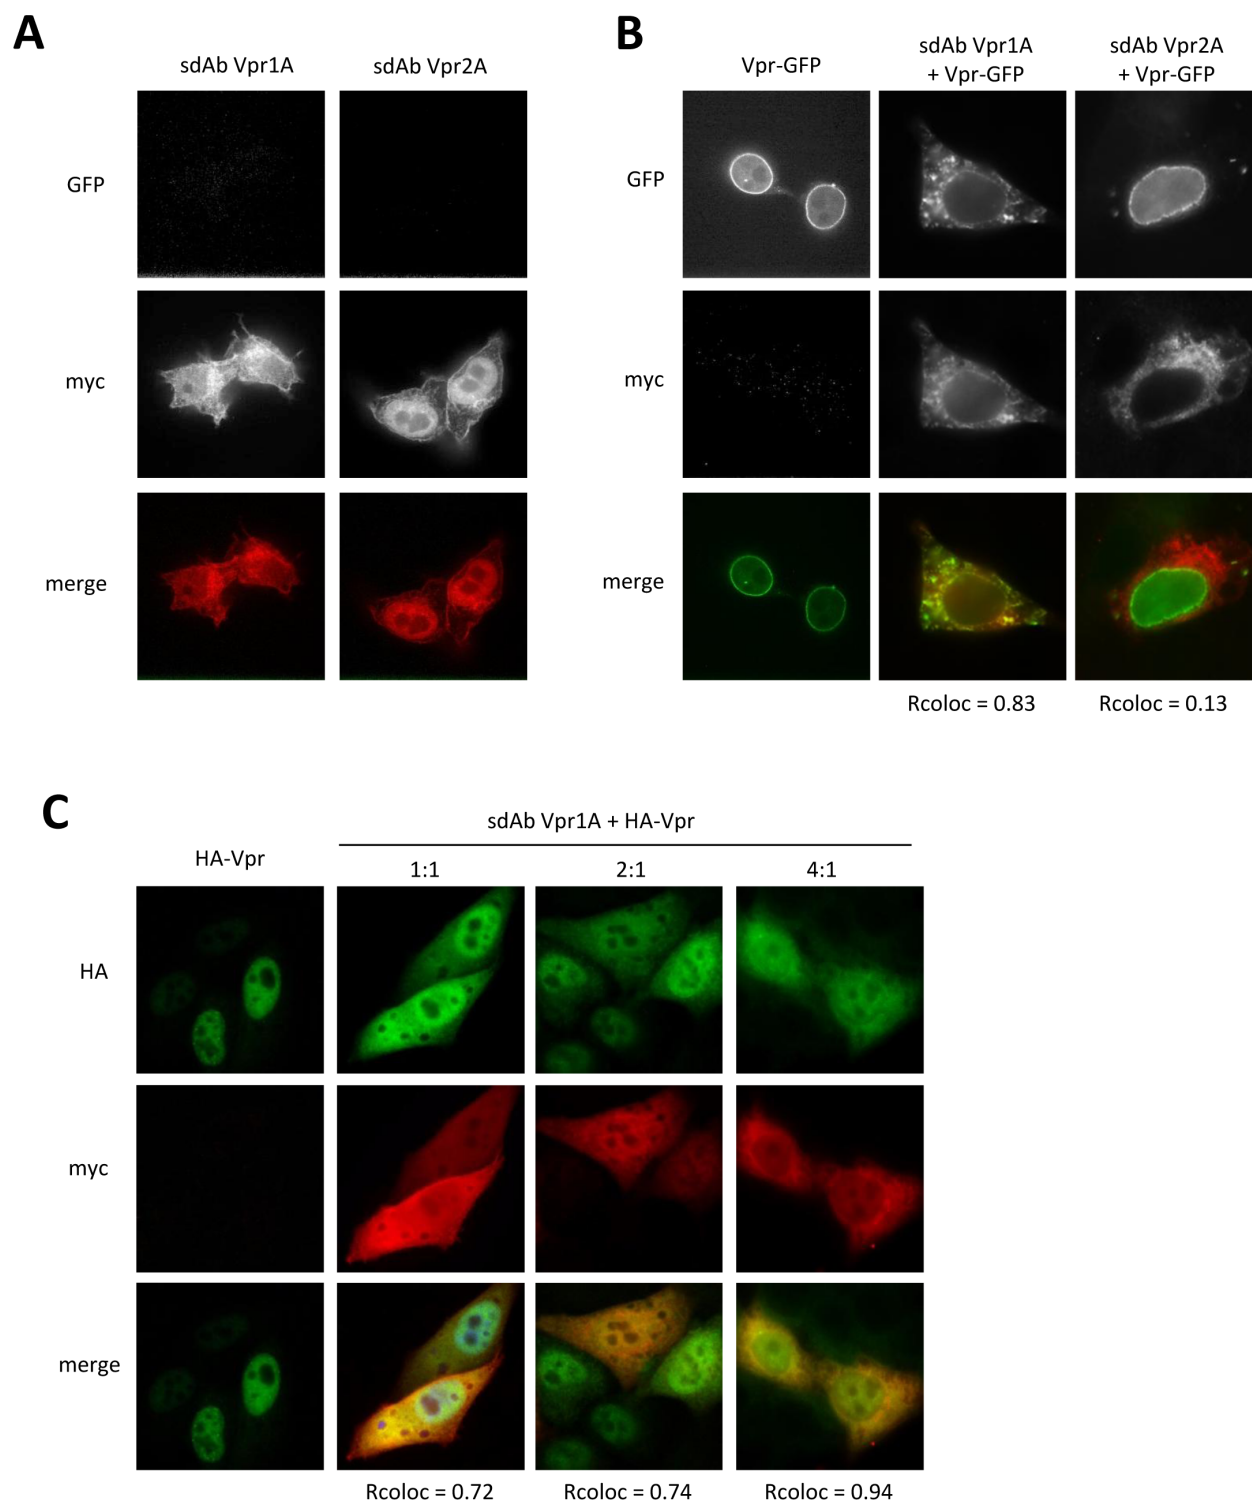 A
sdAb Vpr1A
sdAb Vpr2A
GFP
myc
merge
B
Vpr-GFP
sdAb Vpr1A
+ Vpr-GFP
sdAb Vpr2A
+ Vpr-GFP
GFP
myc
merge
Rcoloc = 0.83
Rcoloc = 0.13
C
sdAb Vpr1A + HA-Vpr
HA-Vpr
1:1
2:1
4:1
HA
myc
merge
Rcoloc = 0.72
Rcoloc = 0.74
Rcoloc = 0.94